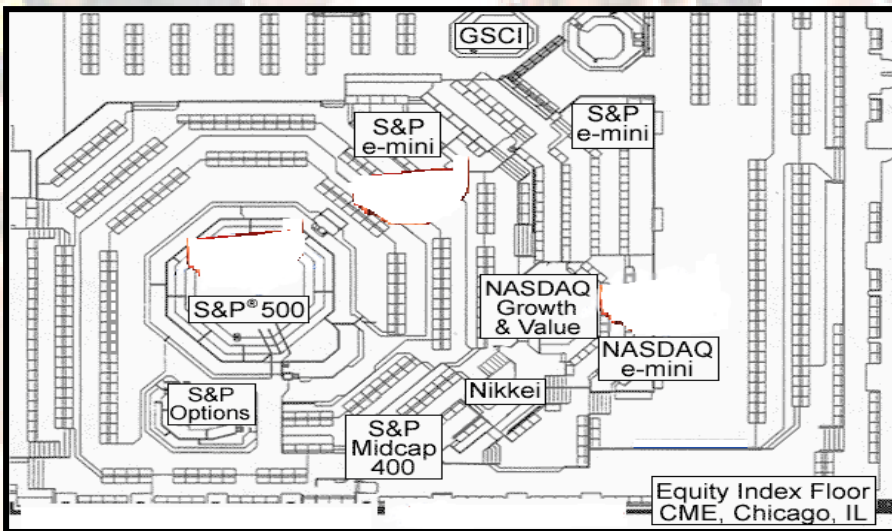 GSCI
S&P
e-mini
S&P
e-mini
S&P® 500
NASDAQ
Growth
& Value
NASDAQ
e-mini
S&P
Options
Nikkei
S&P
Midcap
400
Equity Index Floor
CME, Chicago, IL